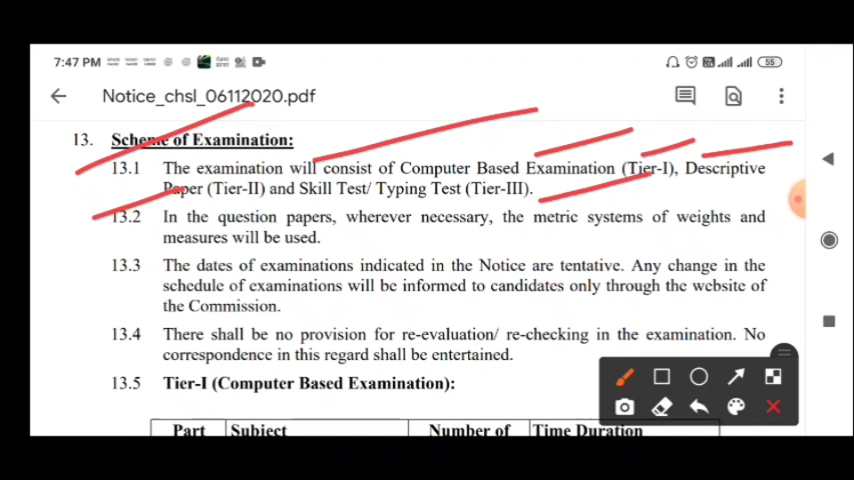 7:47 PM
55
Notice_chsl_06112020.pdf
13. Scheme of Examination:
13.1 The examination will consist of Computer Based Examination (Tier-I), Descriptive
Paper (Tier-II) and Skill Test/ Typing Test (Tier-III).
13.2 In the question papers, wherever necessary, the metric systems of weights and
measures will be used.
13.3 The dates of examinations indicated in the Notice are tentative. Any change in the
schedule of examinations will be informed to candidates only through the website of
the Commission.
13.4 There shall be no provision for re-evaluation/ re-checking in the examination. No
correspondence in this regard shall be entertained.
13.5 Tier-I (Computer Based Examination):
Part Subject Number of Time Duration